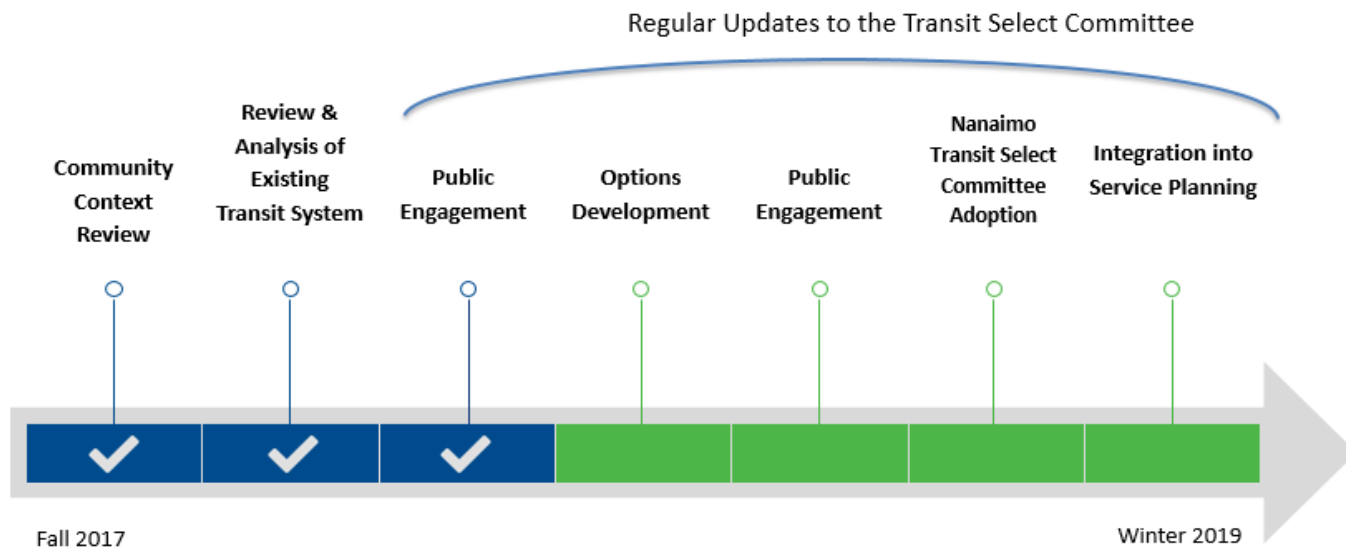 Regular Updates to the Transit Select Committee
Community
Context
Review
Review &
Analysis of
Existing
Transit System
Public
Engagement
Options
Development
Public
Engagement
Nanaimo
Transit Select
Committee
Adoption
Integration into
Service Planning
Fall 2017
Winter 2019